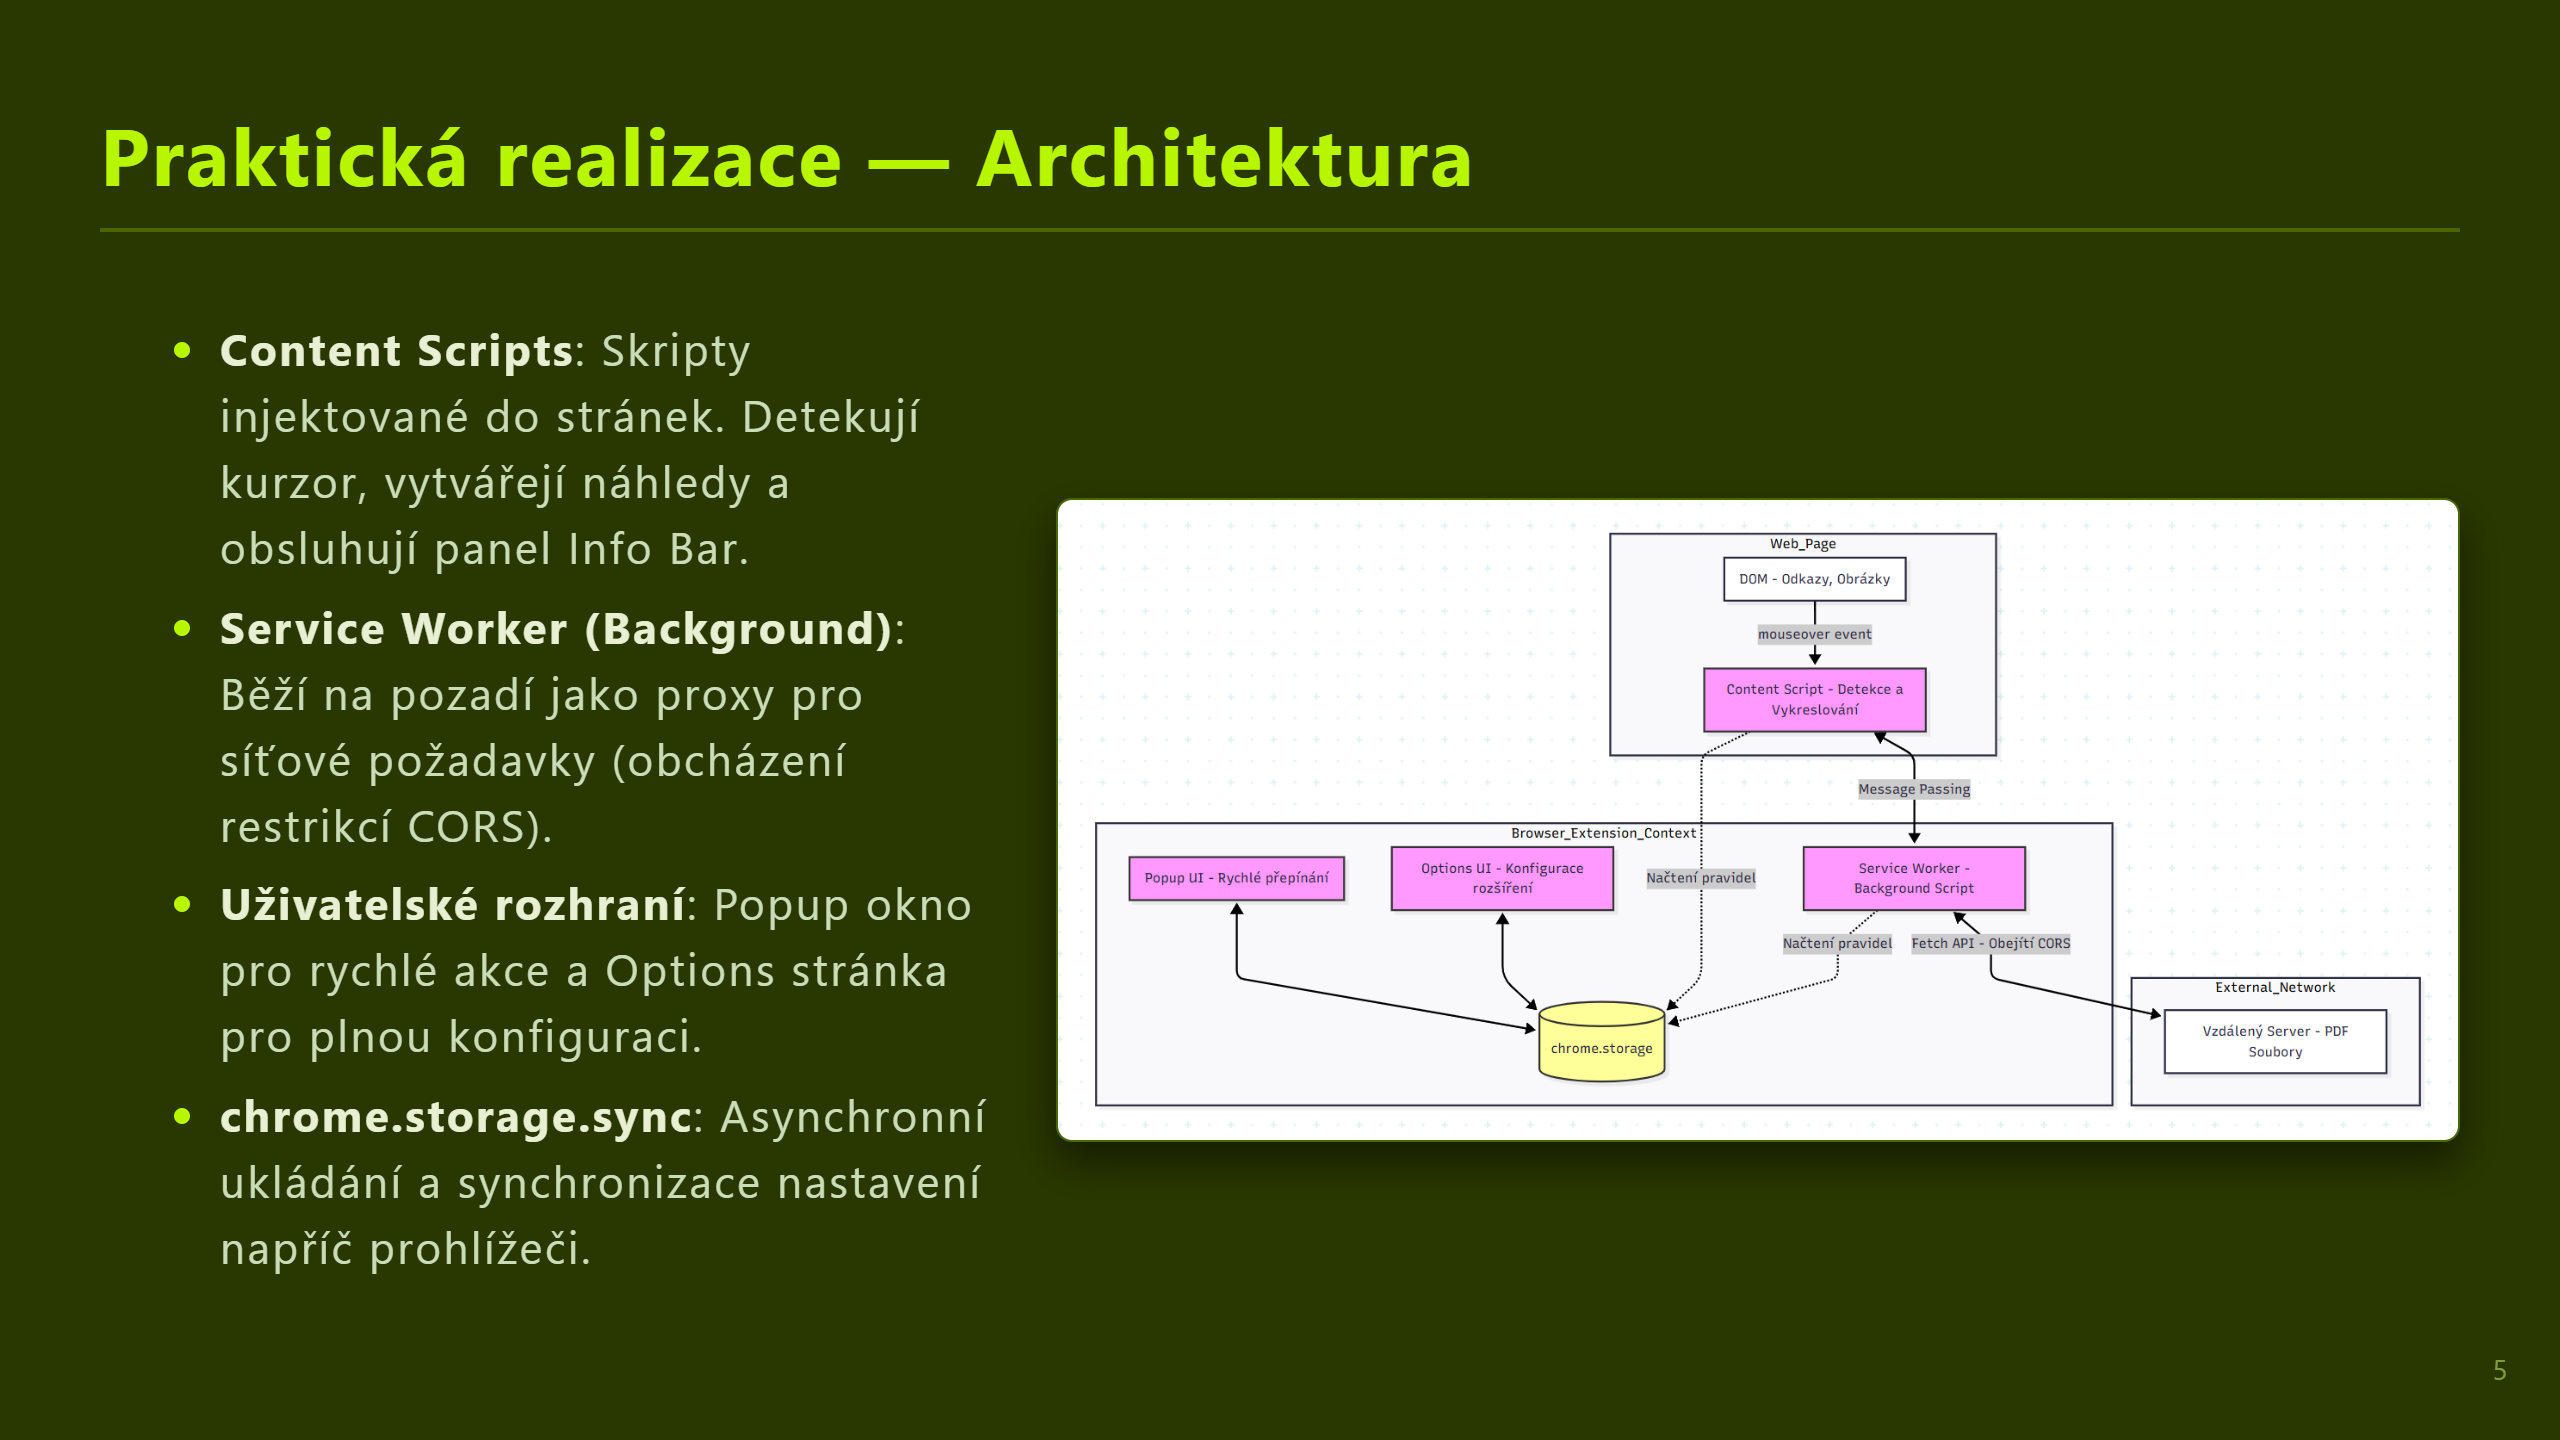 Praktická realizace — Architektura
• Content Scripts: Skripty
injektované do stránek. Detekují
kurzor, vytvářejí náhledy a
obsluhují panel Info Bar.
• Service Worker (Background):
Běží na pozadí jako proxy pro
síťové požadavky (obcházení
restrikcí CORS).
• Uživatelské rozhraní: Popup okno
pro rychlé akce a Options stránka
pro plnou konfiguraci.
• chrome.storage.sync: Asynchronní
ukládání a synchronizace nastavení
napříč prohlížeči.
Web_Page
DOM - Odkazy, Obrázky
mouseover event
Content Script - Detekce a
Vykreslování
Message Passing
Browser_Extension_Context
Popup UI - Rychlé přepínání
Options UI - Konfigurace
rozšíření
Načtení pravidel
Service Worker -
Background Script
Načtení pravidel
Fetch API - Obejítí CORS
chrome.storage
External_Network
Vzdálený Server - PDF
Soubory
5